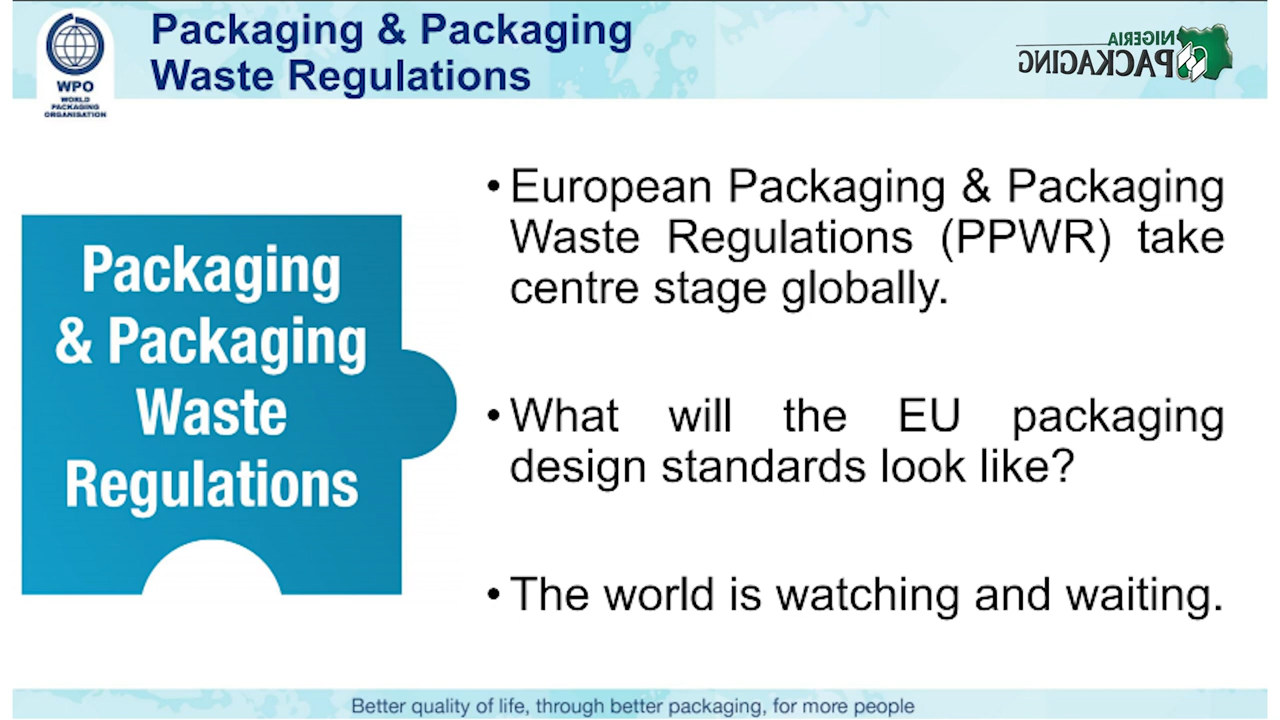 Packaging & Packaging
Waste Regulations
WPO
WORLD
PACKAGING
ORGANISATION
NIGERIA
PACKAGING
Packaging
& Packaging
Waste
Regulations
• European Packaging & Packaging
Waste Regulations (PPWR) take
centre stage globally.
• What will the EU packaging
design standards look like?
• The world is watching and waiting.
Better quality of life, through better packaging, for more people